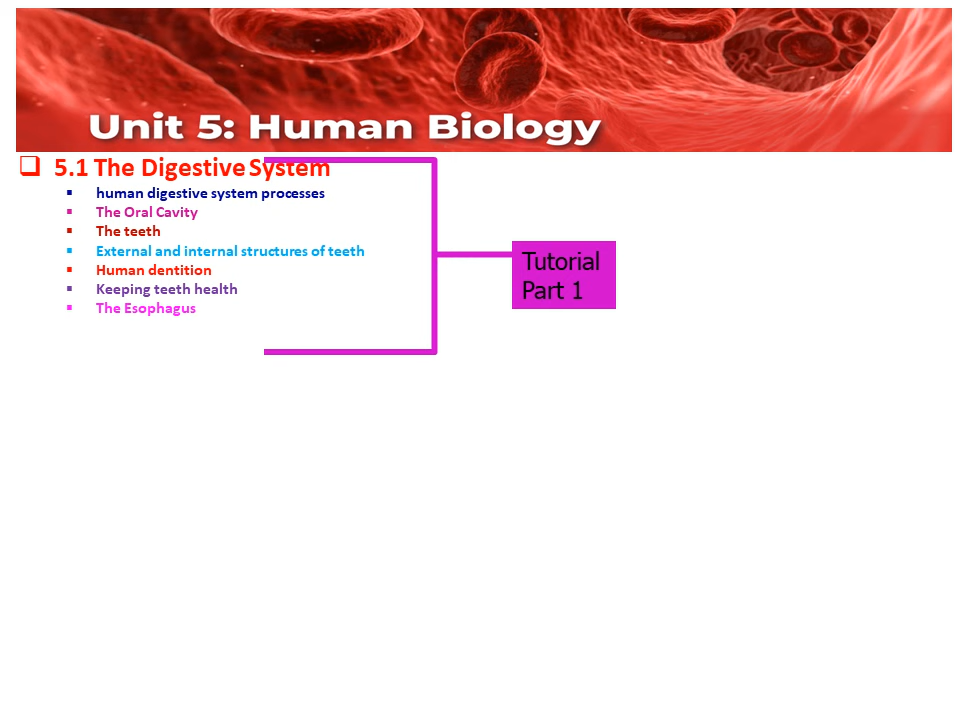 Unit 5: Human Biology
5.1 The Digestive System
human digestive system processes
The Oral Cavity
The teeth
External and internal structures of teeth
Human dentition
Keeping teeth health
The Esophagus
Tutorial
Part 1